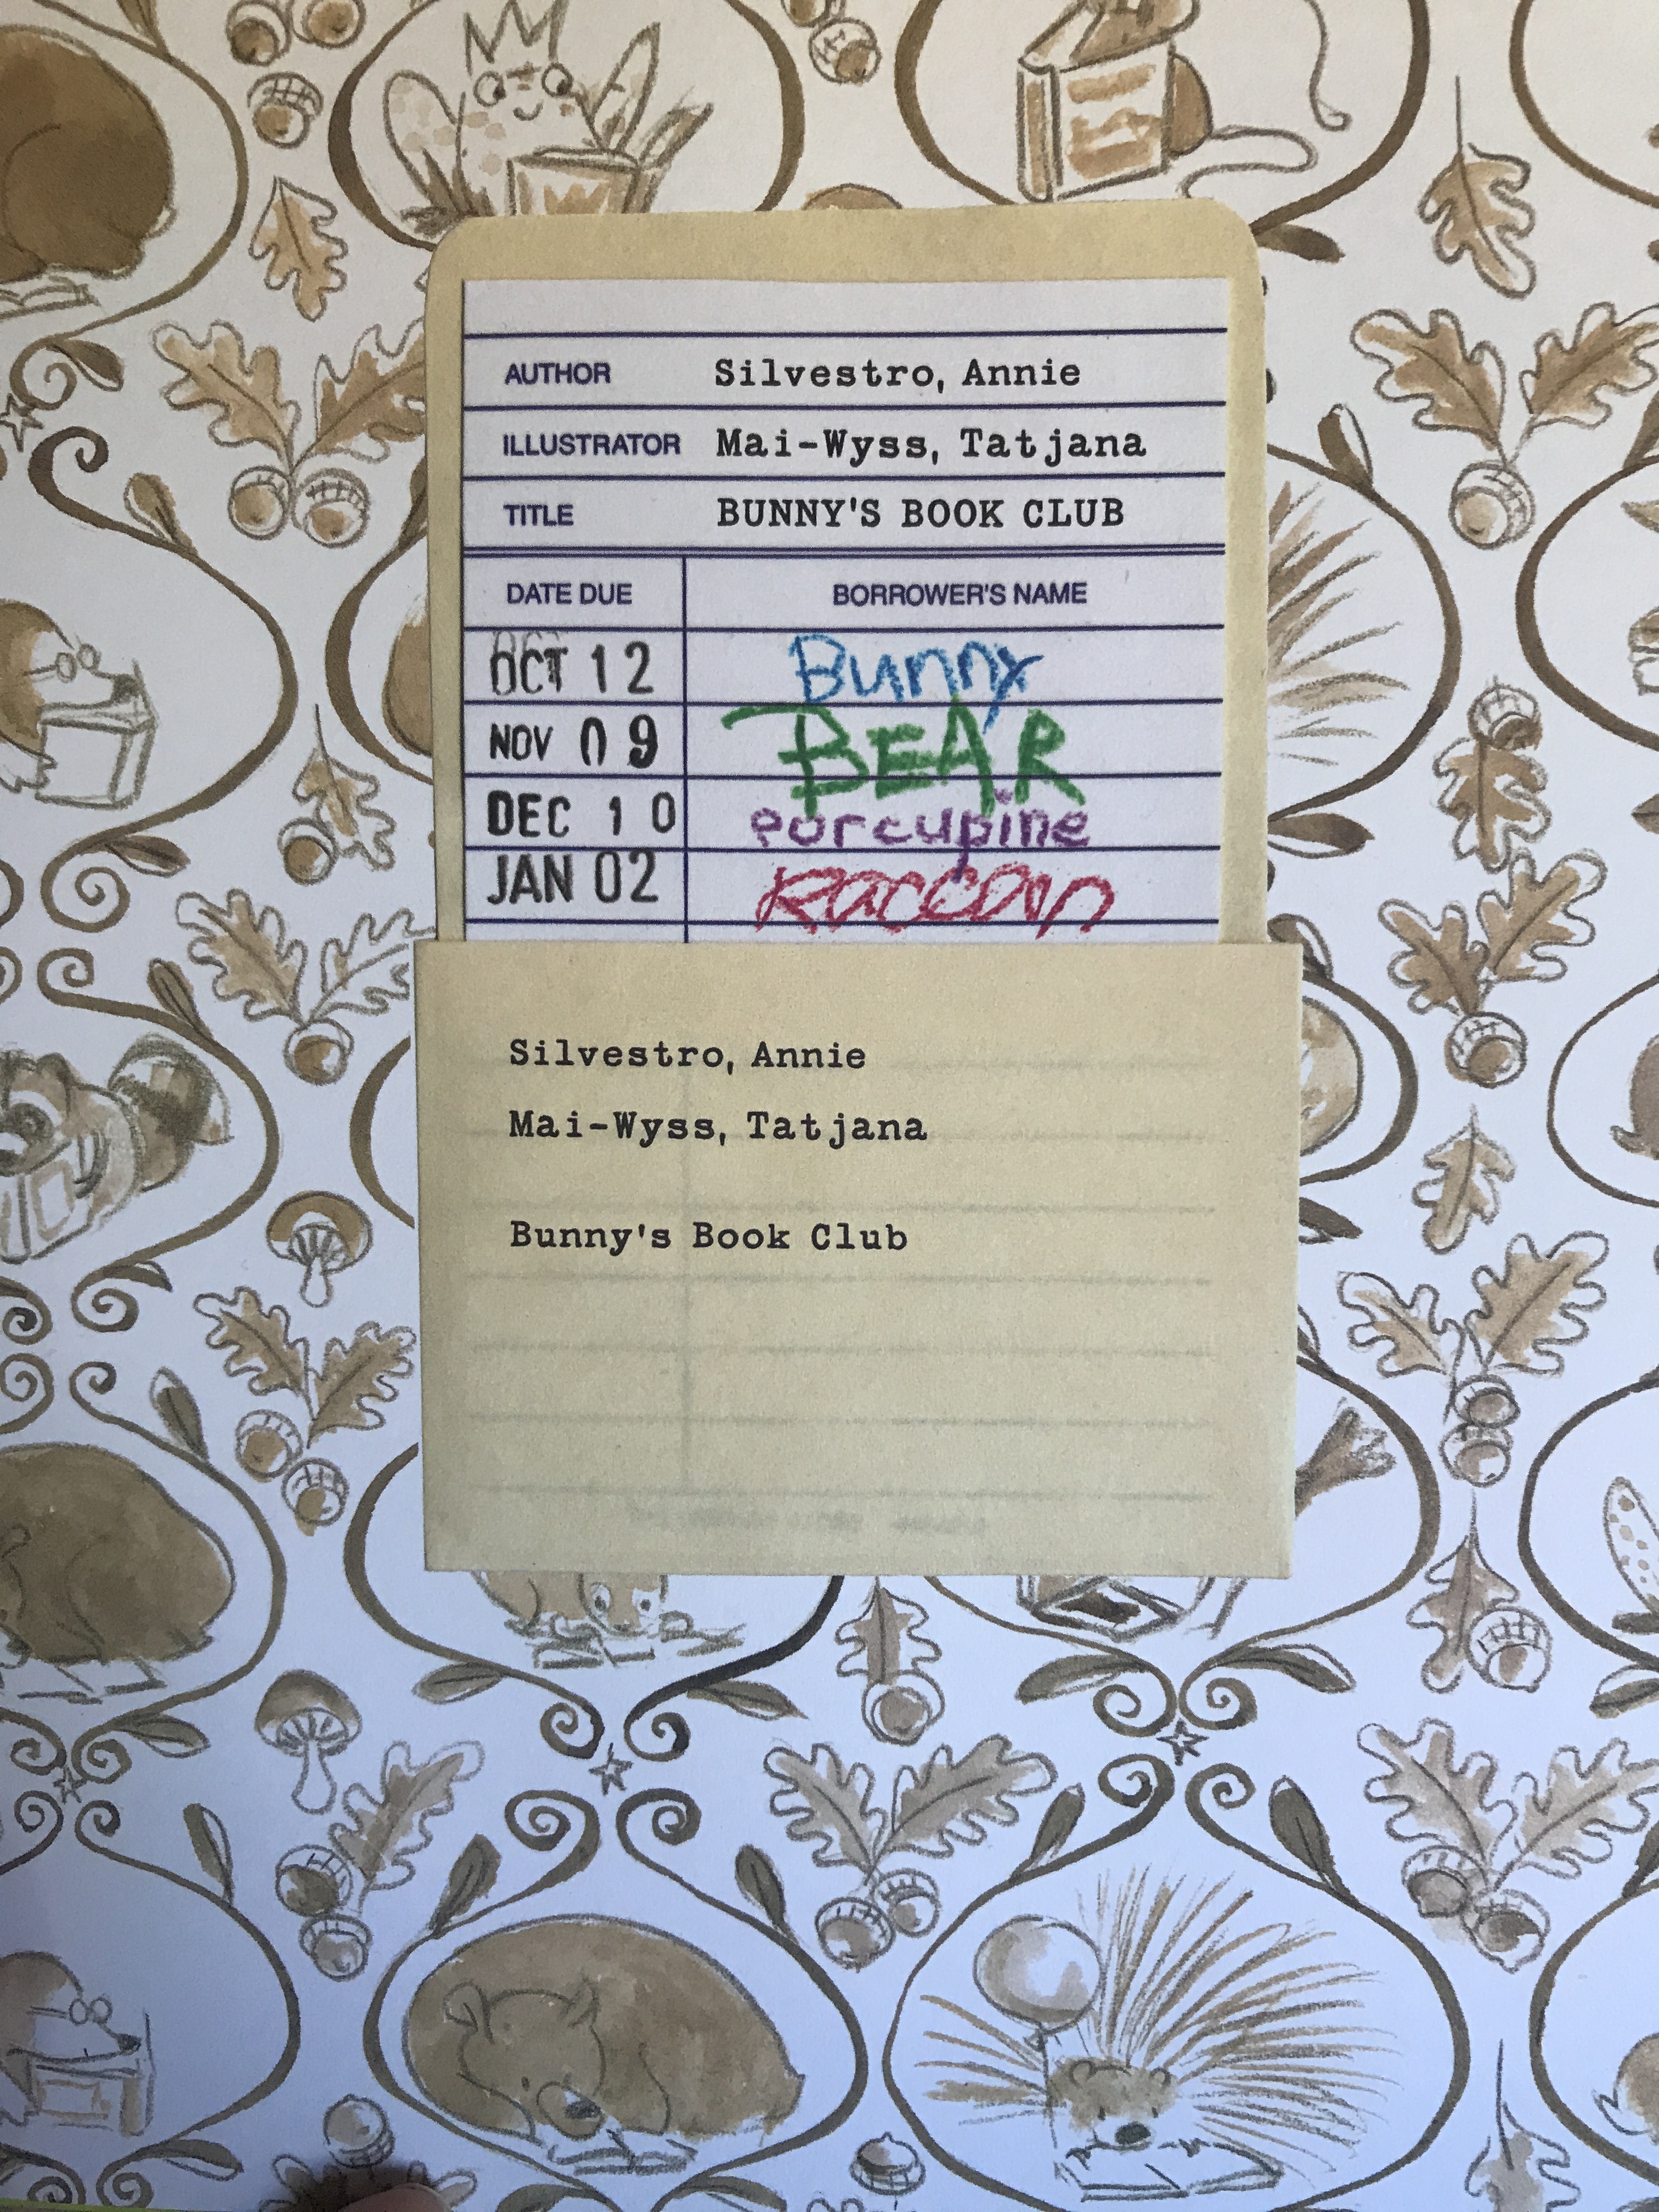 AUTHOR Silvestro, Annie
ILLUSTRATOR Mai-Wyss, Tatjana
TITLE BUNNY'S BOOK CLUB
DATE DUE BORROWER'S NAME
OCT 12 Bunny
NOV 09 BEAR
DEC 10 porcupine
JAN 02 Raccoon
Silvestro, Annie
Mai-Wyss, Tatjana
Bunny's Book Club